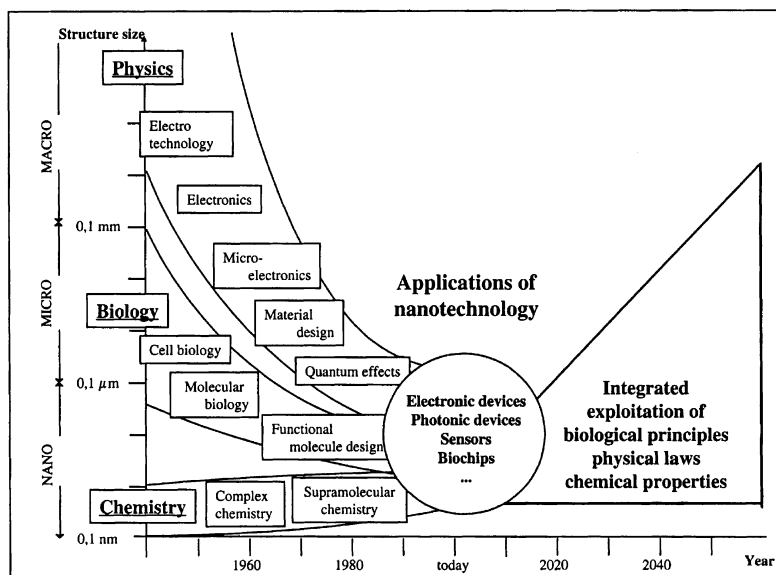 Structure size
Physics
Electro
technology
MACRO
Electronics
0,1 mm
Micro-
electronics
Applications of
nanotechnology
MICRO
Biology
Material
design
Cell biology
Quantum effects
0,1 µm
Molecular
biology
Electronic devices
Photonic devices
Sensors
Biochips
...
Integrated
exploitation of
biological principles
physical laws
chemical properties
Functional
molecule design
NANO
Chemistry
Complex
chemistry
Supramolecular
chemistry
0,1 nm
1960
1980
today
2020
2040
Year